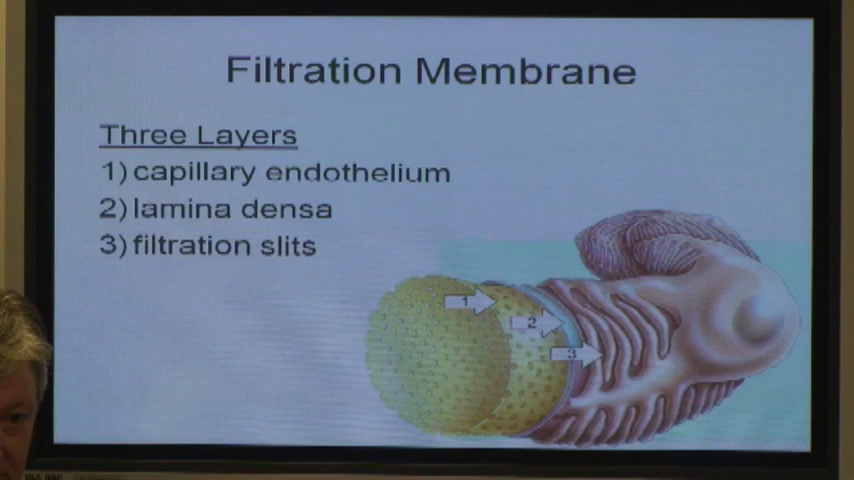 Filtration Membrane
Three Layers
1) capillary endothelium
2) lamina densa
3) filtration slits
1
2
3